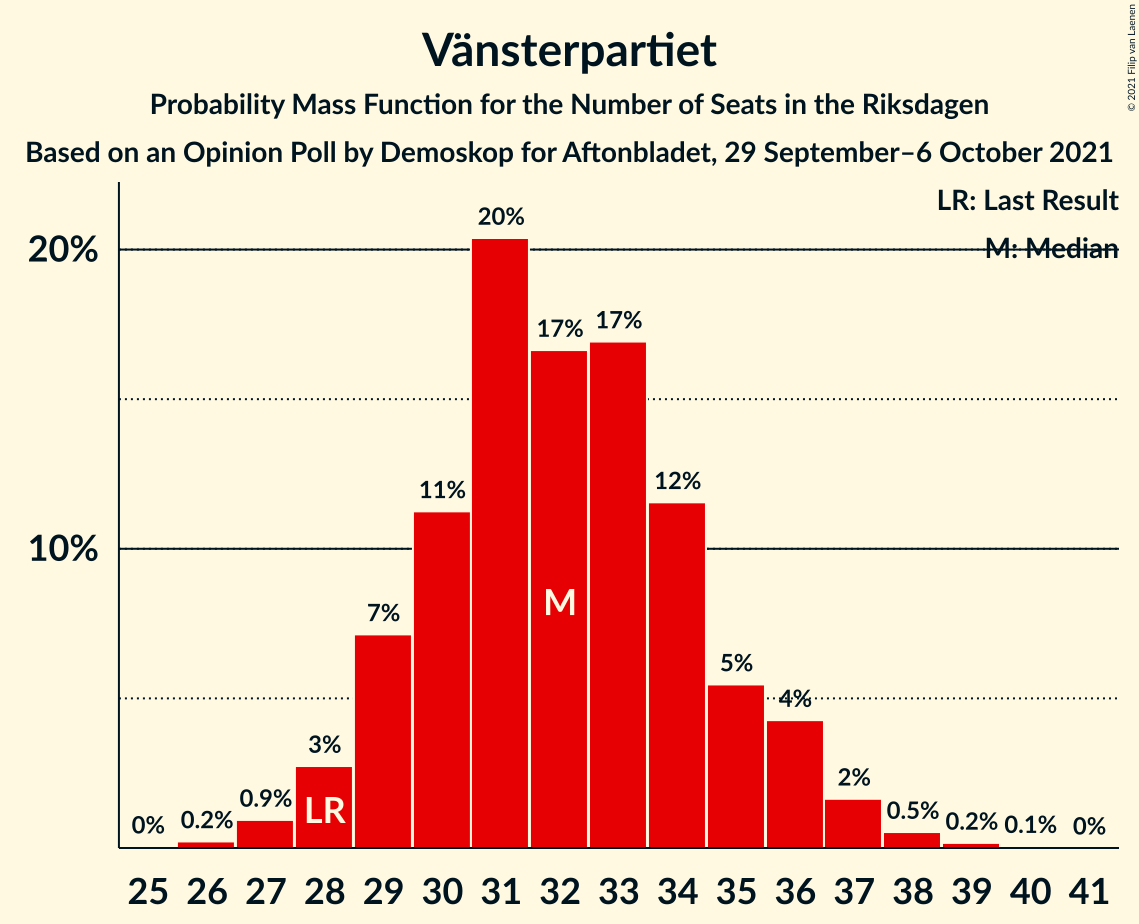 Vänsterpartiet
Probability Mass Function for the Number of Seats in the Riksdagen
Based on an Opinion Poll by Demoskop for Aftonbladet, 29 September–6 October 2021
© 2021 Filip van Laenen
LR: Last Result
M: Median
20%
10%
0% 0.2% 0.9% 3% 7% 11% 20% 17% 17% 12% 5% 4% 2% 0.5% 0.2% 0.1% 0%
M
LR
25 26 27 28 29 30 31 32 33 34 35 36 37 38 39 40 41